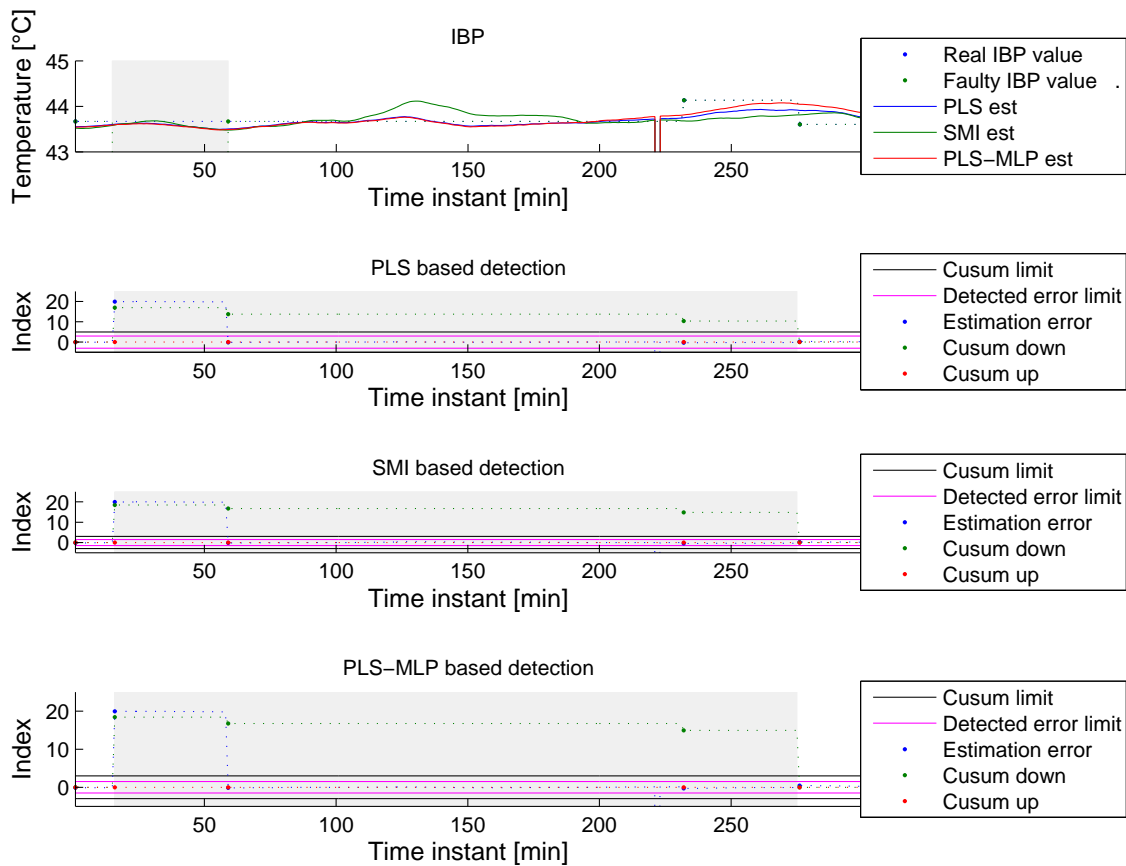 IBP
Temperature [°C]
45
44
43
50
100
150
200
250
Time instant [min]
Real IBP value
Faulty IBP value .
PLS est
SMI est
PLS−MLP est
PLS based detection
Index
20
10
0
50
100
150
200
250
Time instant [min]
Cusum limit
Detected error limit
Estimation error
Cusum down
Cusum up
SMI based detection
Index
20
10
0
50
100
150
200
250
Time instant [min]
Cusum limit
Detected error limit
Estimation error
Cusum down
Cusum up
PLS−MLP based detection
Index
20
10
0
50
100
150
200
250
Time instant [min]
Cusum limit
Detected error limit
Estimation error
Cusum down
Cusum up